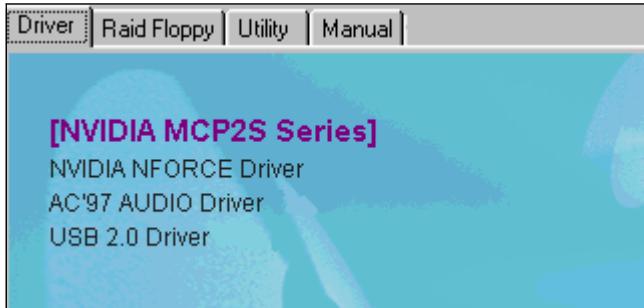 Driver Raid Floppy Utility Manual
[NVIDIA MCP2S Series]
NVIDIA NFORCE Driver
AC'97 AUDIO Driver
USB 2.0 Driver